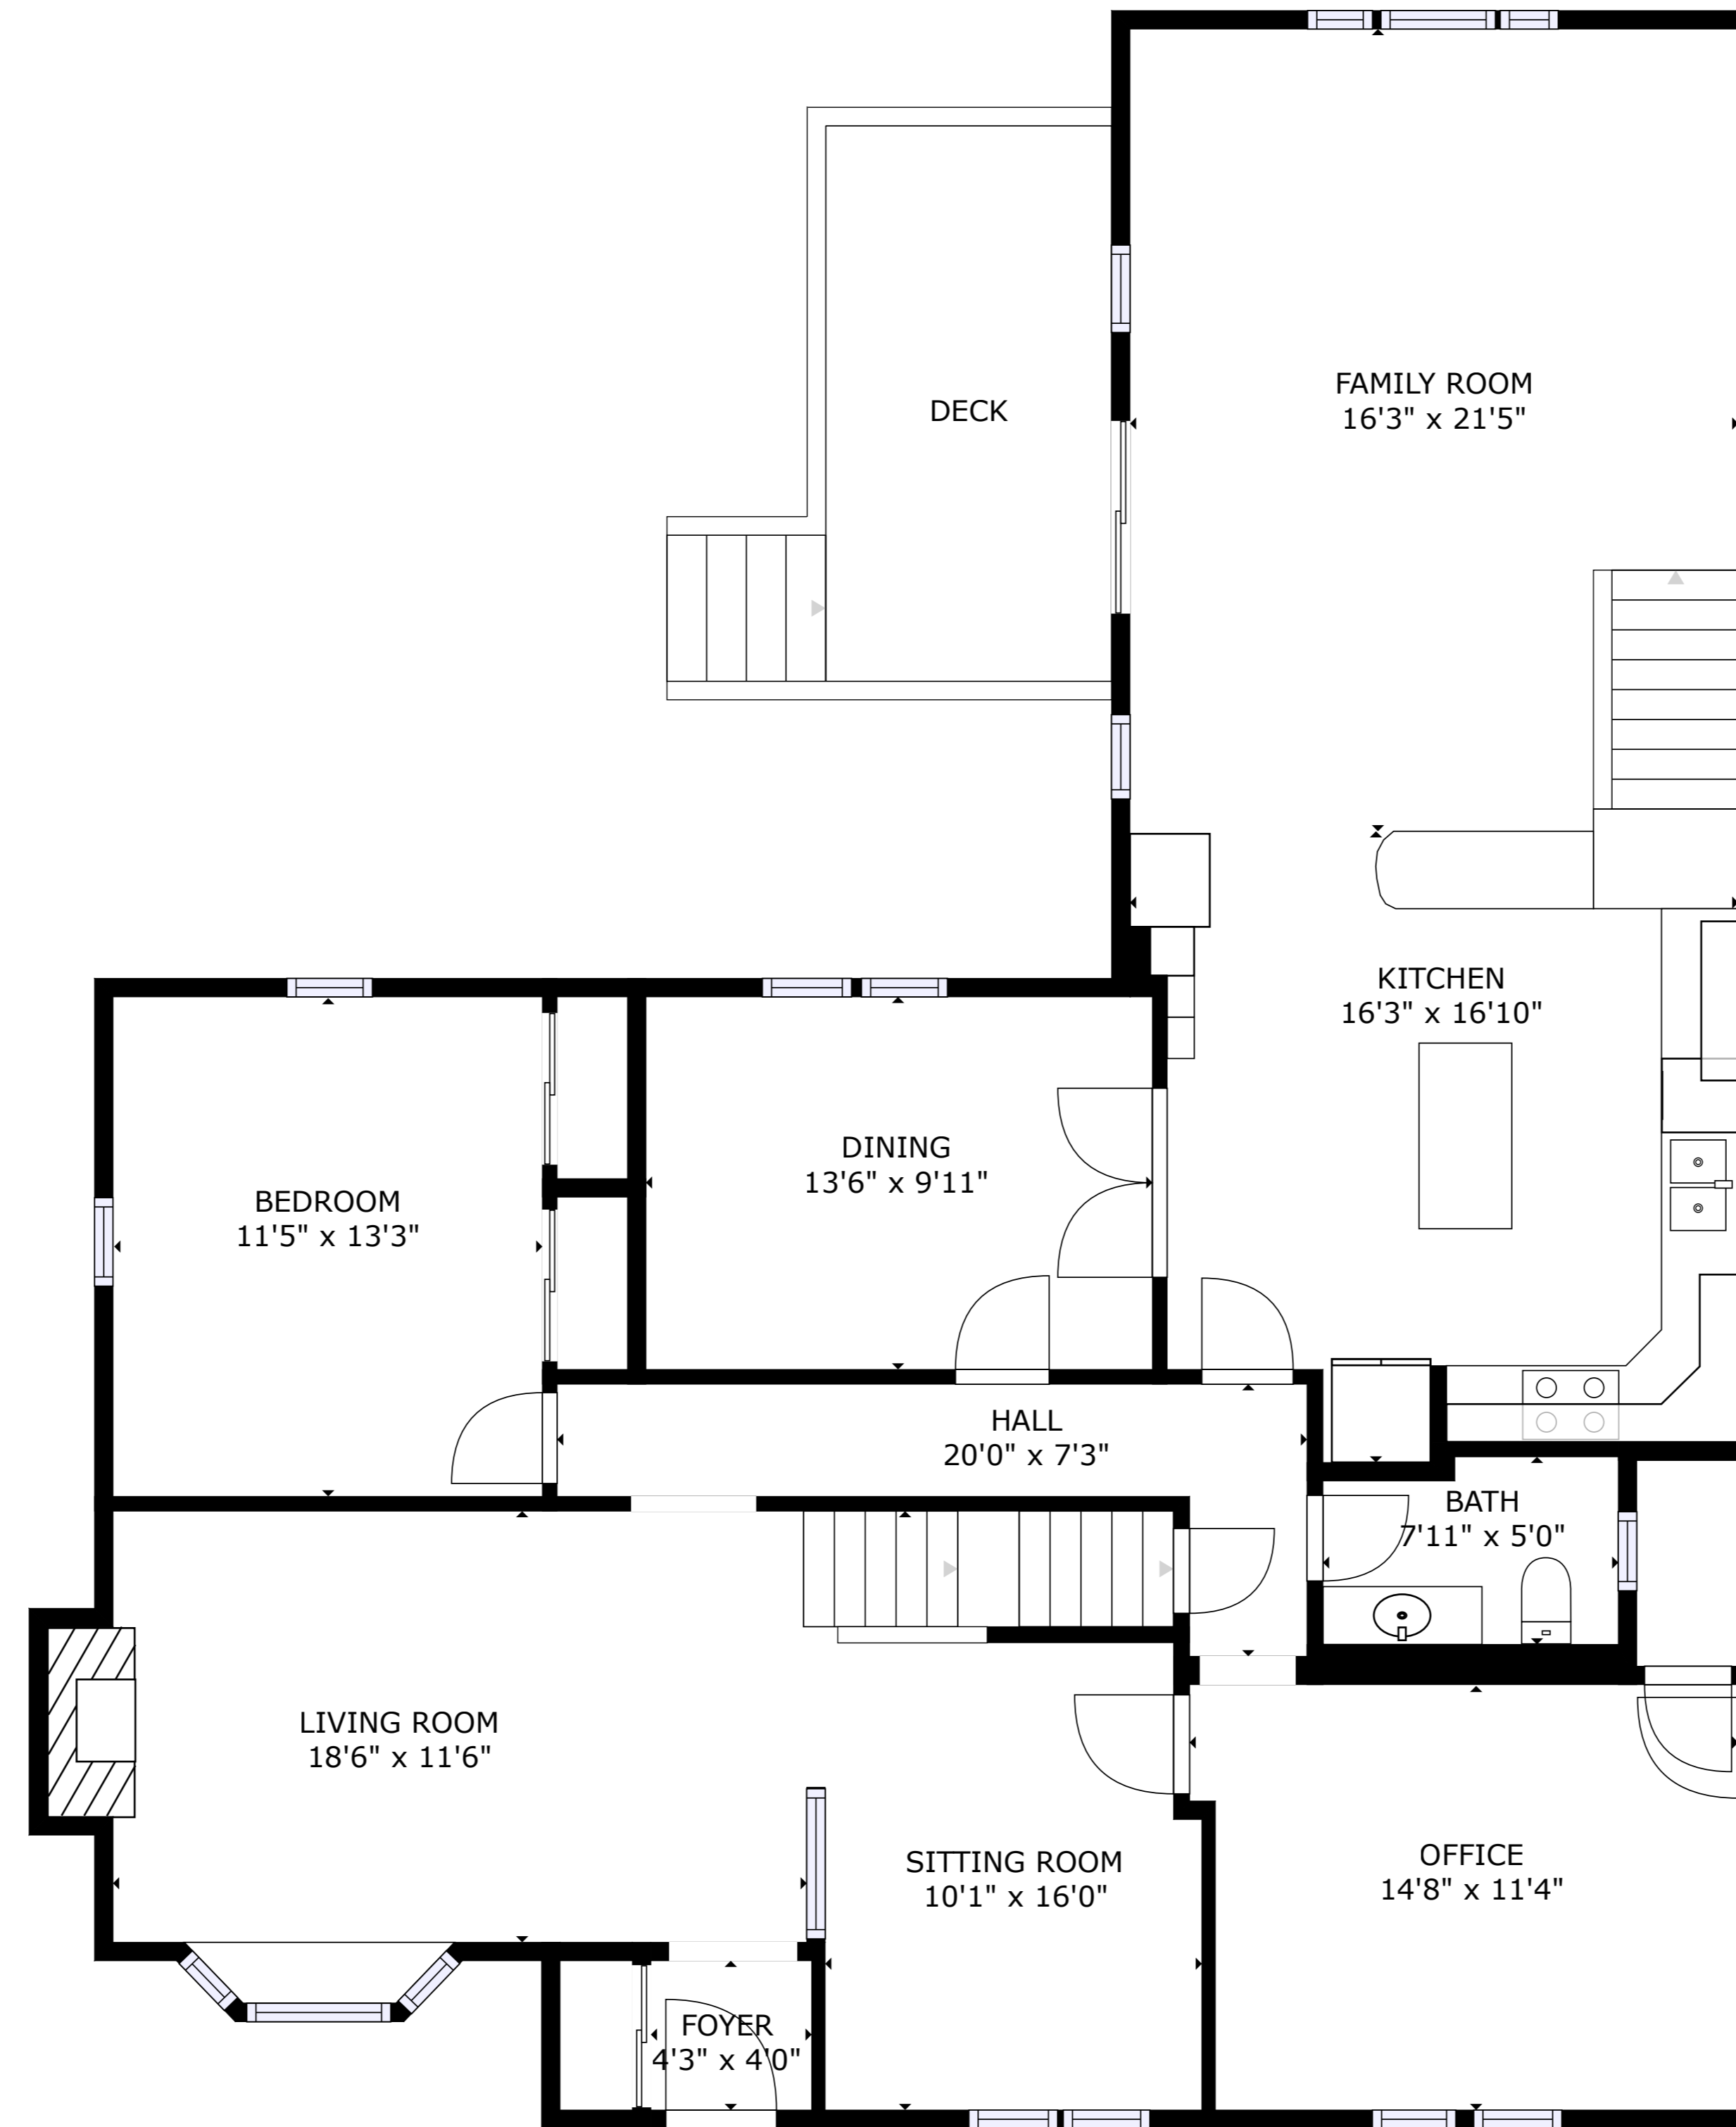 FAMILY ROOM
16'3" x 21'5"
DECK
KITCHEN
16'3" x 16'10"
DINING
13'6" x 9'11"
BEDROOM
11'5" x 13'3"
HALL
20'0" x 7'3"
BATH
7'11" x 5'0"
LIVING ROOM
18'6" x 11'6"
SITTING ROOM
10'1" x 16'0"
OFFICE
14'8" x 11'4"
FOYER
4'3" x 4'0"